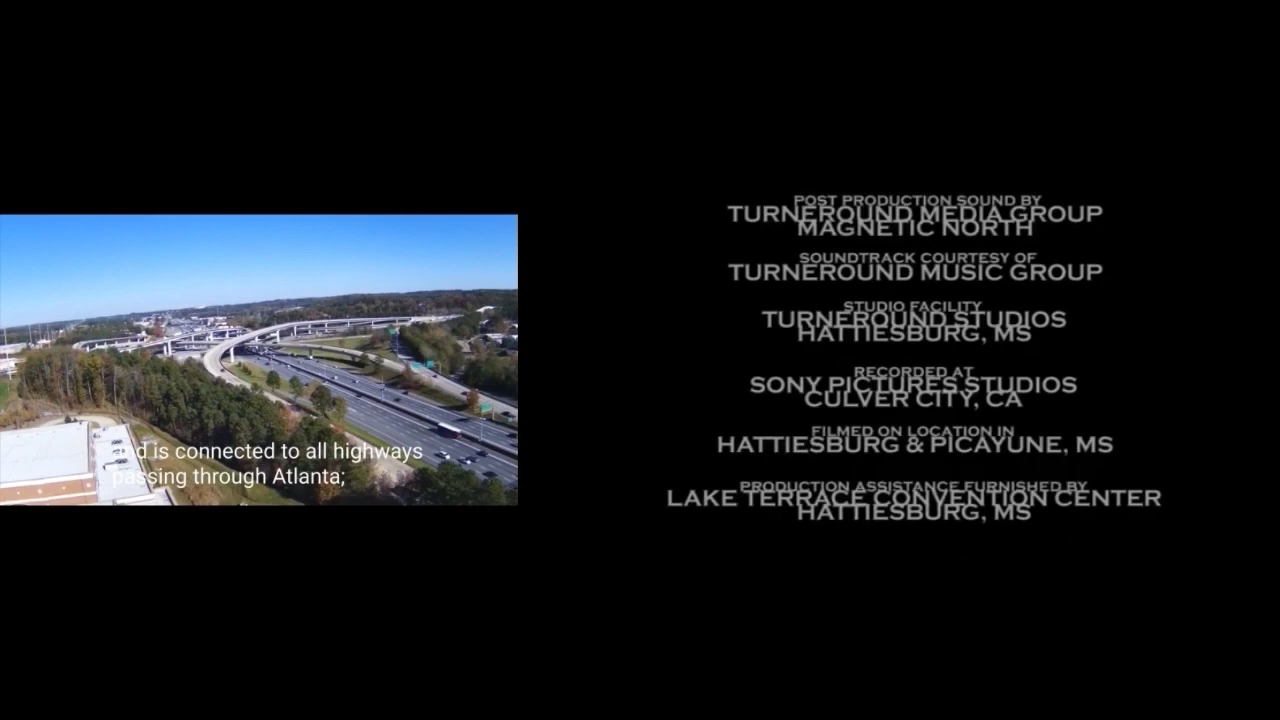 and is connected to all highways
passing through Atlanta;
POST PRODUCTION SOUND BY
TURNEROUND MEDIA GROUP
MAGNETIC NORTH
SOUNDTRACK COURTESY OF
TURNEROUND MUSIC GROUP
STUDIO FACILITY
TURNEROUND STUDIOS
HATTIESBURG, MS
RECORDED AT
SONY PICTURES STUDIOS
CULVER CITY, CA
FILMED ON LOCATION IN
HATTIESBURG & PICAYUNE, MS
PRODUCTION ASSISTANCE FURNISHED BY
LAKE TERRACE CONVENTION CENTER
HATTIESBURG, MS